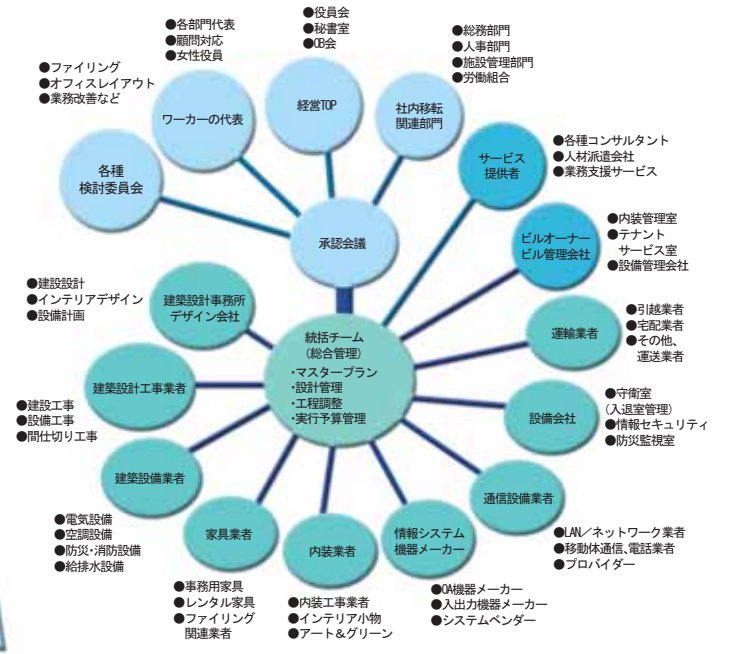 ●役員会
●秘書室
●OB会
●各部門代表
●顧問対応
●女性役員
●総務部門
●人事部門
●施設管理部門
●労働組合
●ファイリング
●オフィスレイアウト
●業務改善など
ワーカーの代表
経営TOP
社内移転
関連部門
各種
検討委員会
サービス
提供者
●各種コンサルタント
●人材派遣会社
●業務支援サービス
承認会議
ビルオーナー
ビル管理会社
●内装管理室
●テナント
サービス室
●設備管理会社
●建設設計
●インテリアデザイン
●設備計画
建築設計事務所
デザイン会社
統括チーム
(総合管理)
・マスタープラン
・設計管理
・工程調整
・実行予算管理
運輸業者
●引越業者
●宅配業者
●その他、
運送業者
建築設計工事業者
●建設工事
●設備工事
●間仕切り工事
設備会社
●守衛室
(入退室管理)
●情報セキュリティ
●防災監視室
建築設備業者
●電気設備
●空調設備
●防災・消防設備
●給排水設備
通信設備業者
●LAN/ネットワーク業者
●移動体通信、電話業者
●プロバイダー
家具業者
●事務用家具
●レンタル家具
●ファイリング
関連業者
内装業者
●内装工事業者
●インテリア小物
●アート&グリーン
情報システム
機器メーカー
●OA機器メーカー
●入出力機器メーカー
●システムベンダー